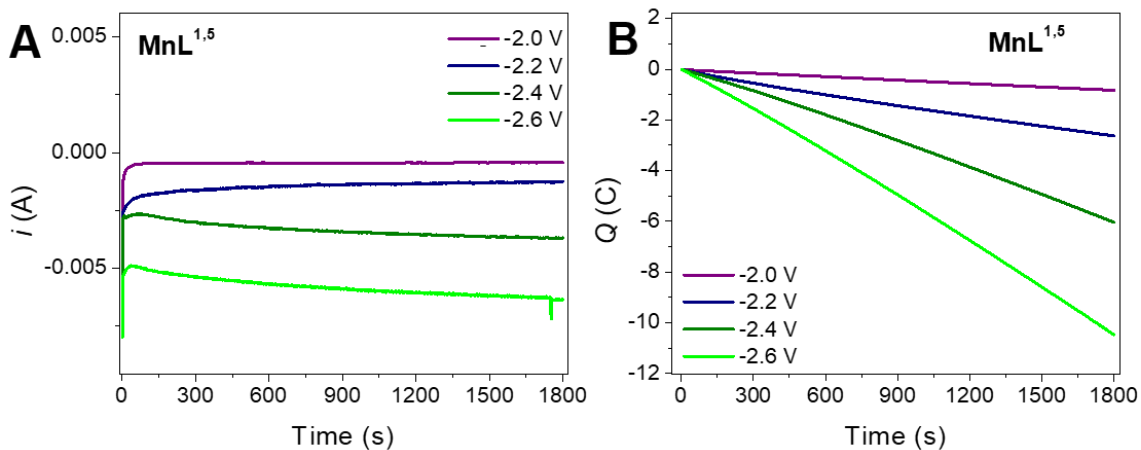 A
MnL1,5
-2.0 V
-
-2.2 V
-2.4 V
-2.6 V
0.005
0.000
-0.005
i (A)
0 300 600 900 1200 1500 1800
Time (s)
B
MnL1,5
2
0
-2
-4
-6
-8
-10
-12
Q (C)
-2.0 V
-2.2 V
-2.4 V
-2.6 V
0 300 600 900 1200 1500 1800
Time (s)